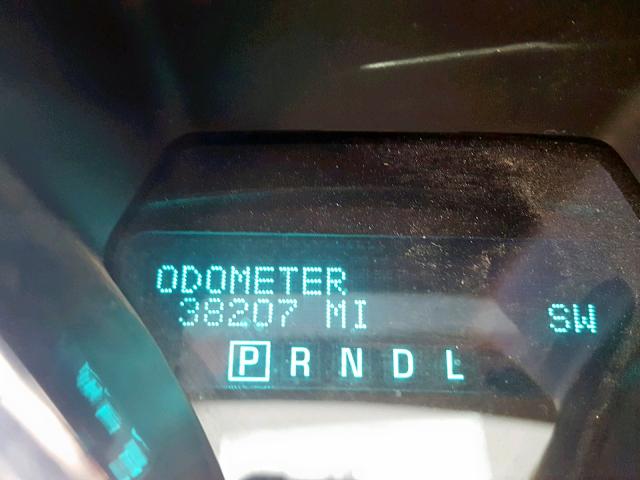 ODOMETER
38207 MI SW
P R N D L